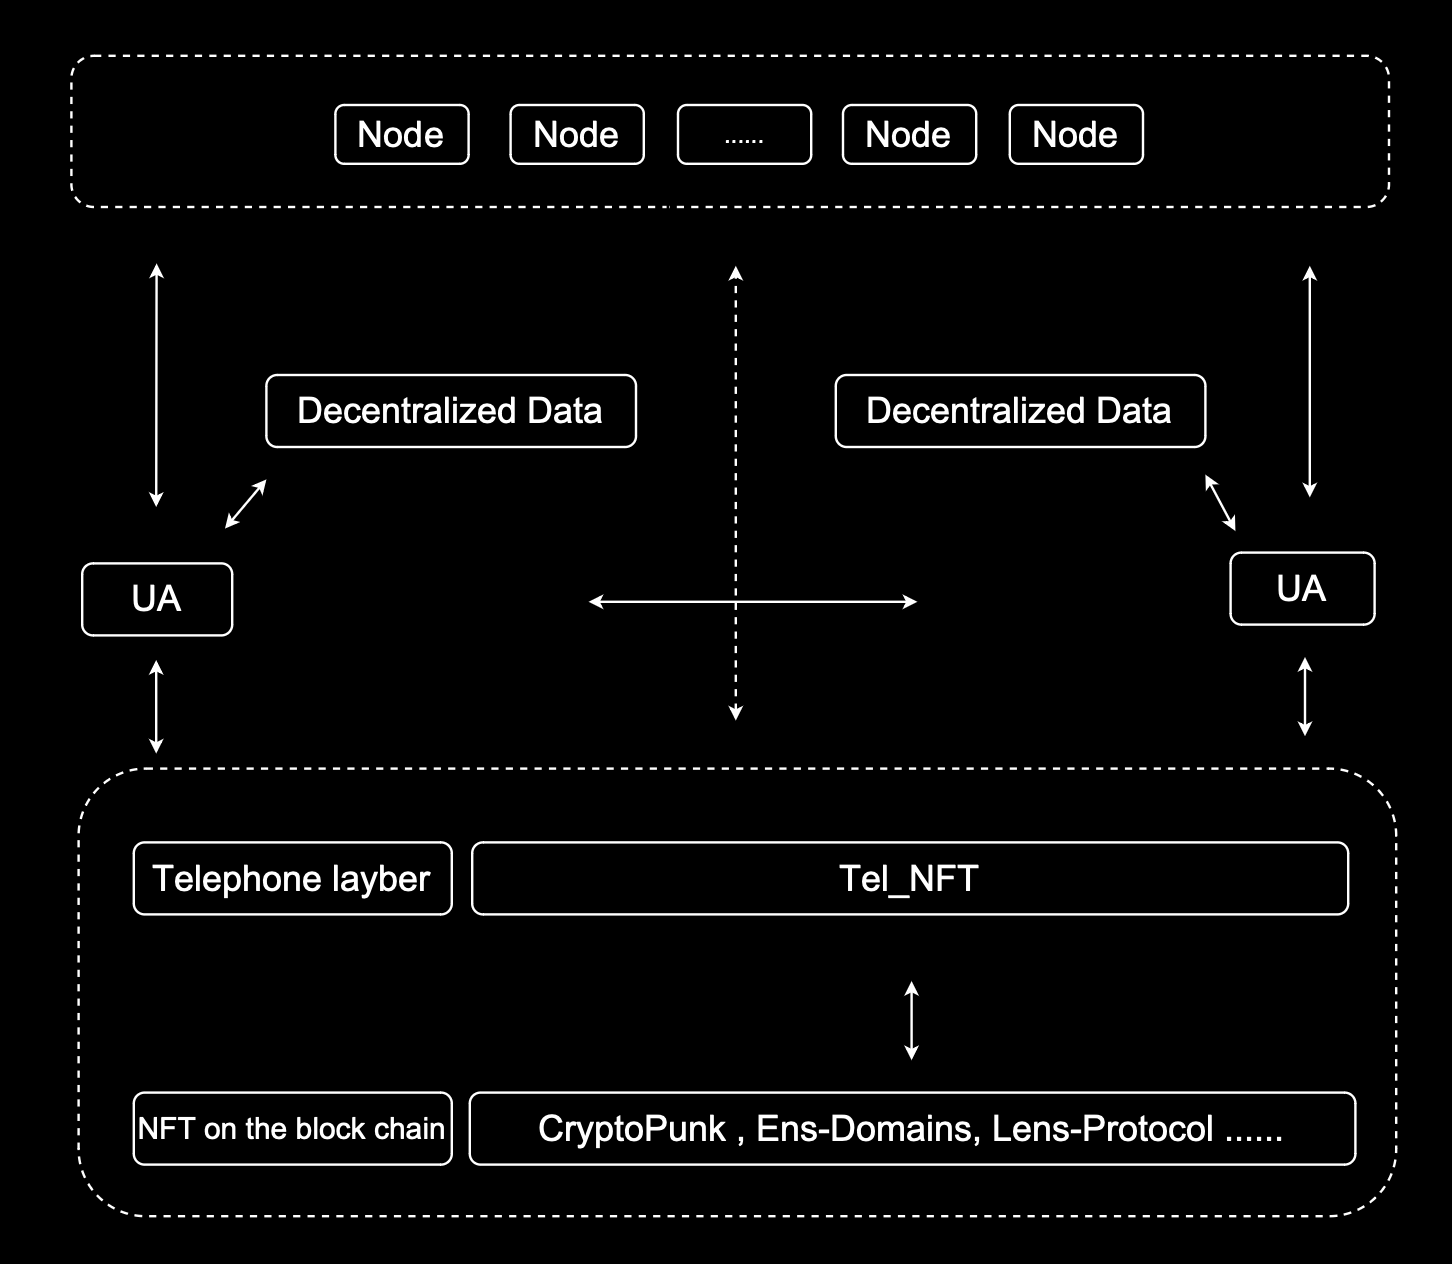 Node Node ...... Node Node
Decentralized Data Decentralized Data
UA UA
Telephone layber Tel_NFT
NFT on the block chain CryptoPunk , Ens-Domains, Lens-Protocol ......